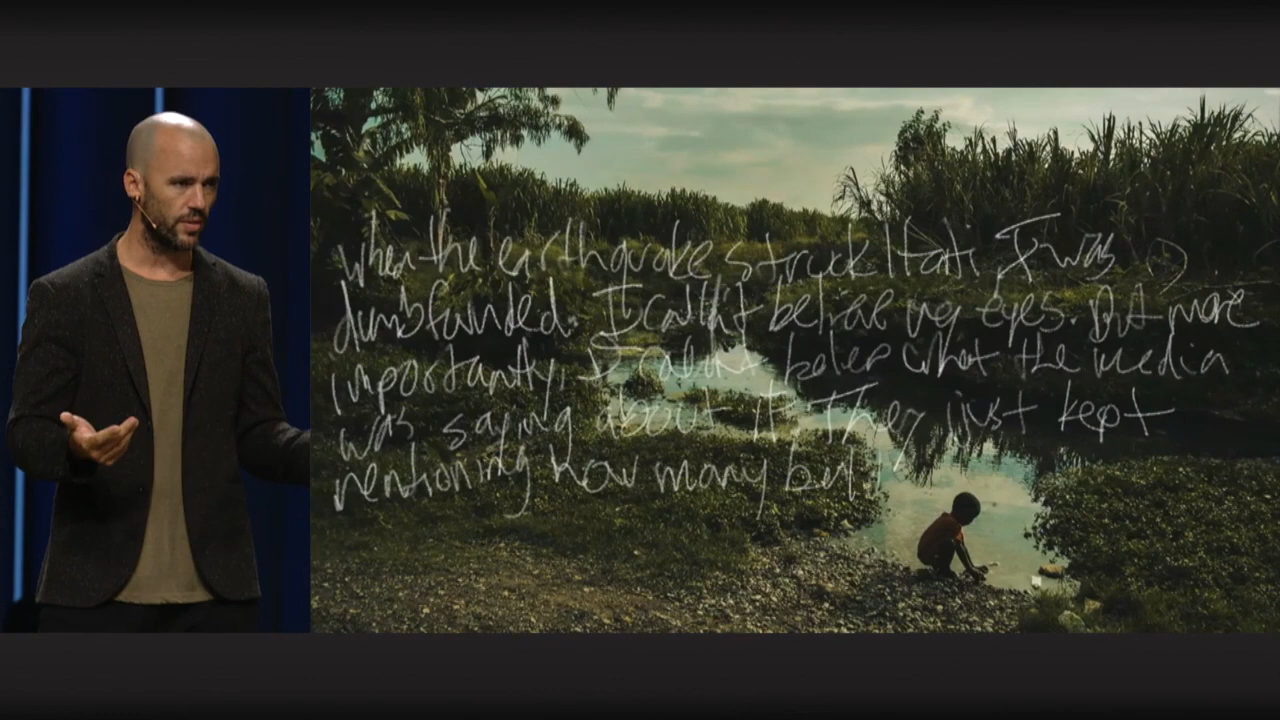 when the earthquake struck Haiti, I was
dumbfounded. I couldn't believe my eyes. But more
importantly, I couldn't believe what the media
was saying about it. They just kept
mentioning how many